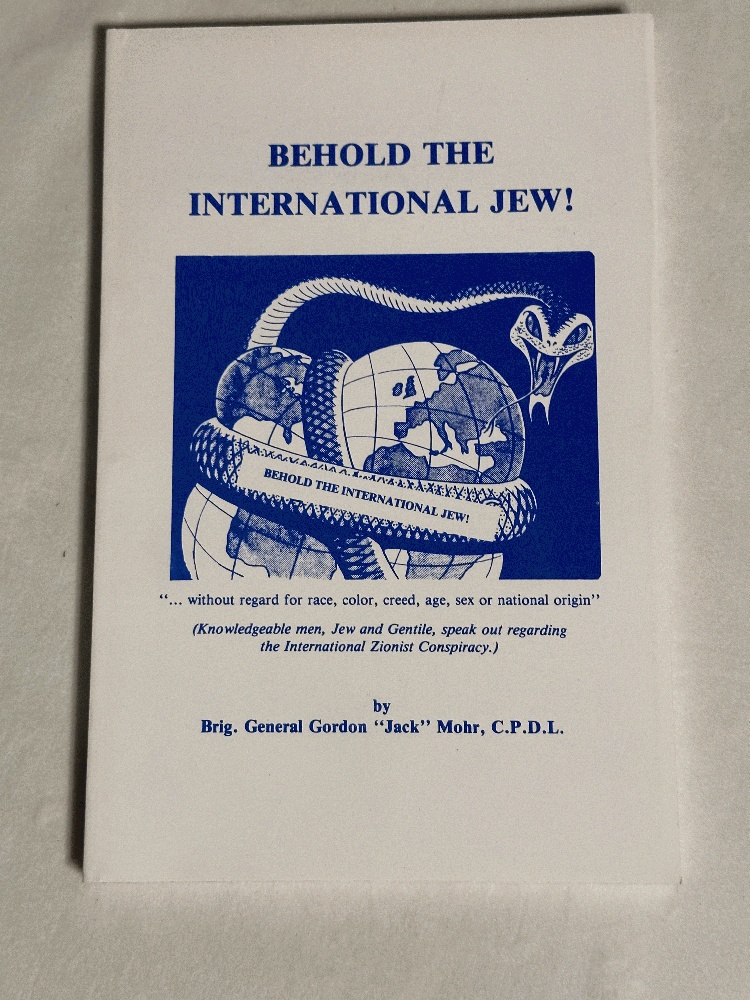 BEHOLD THE
INTERNATIONAL JEW!
BEHOLD THE INTERNATIONAL JEW!
“... without regard for race, color, creed, age, sex or national origin”
(Knowledgeable men, Jew and Gentile, speak out regarding
the International Zionist Conspiracy.)
by
Brig. General Gordon “Jack” Mohr, C.P.D.L.